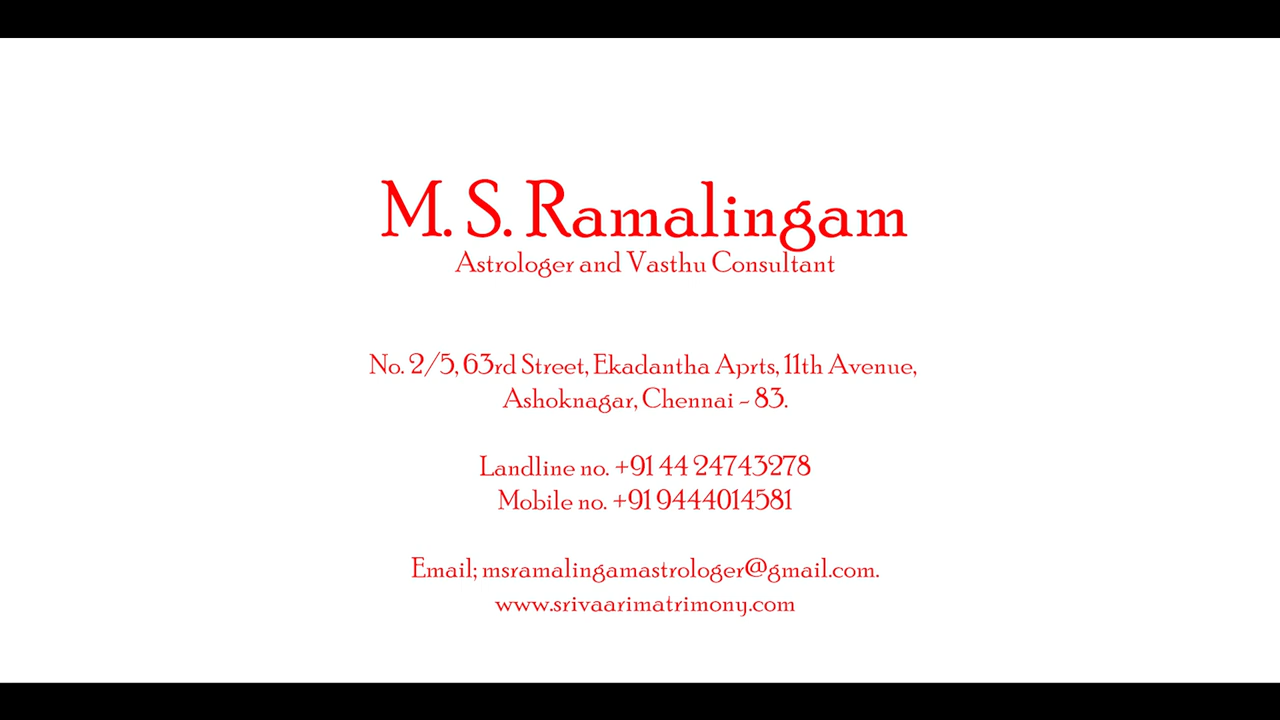 M. S. Ramalingam
Astrologer and Vasthu Consultant
No. 2/5, 63rd Street, Ekadantha Aprts, 11th Avenue,
Ashoknagar, Chennai - 83.
Landline no. +91 44 24743278
Mobile no. +91 9444014581
Email; msramalingamastrologer@gmail.com.
www.srivaarimatrimony.com